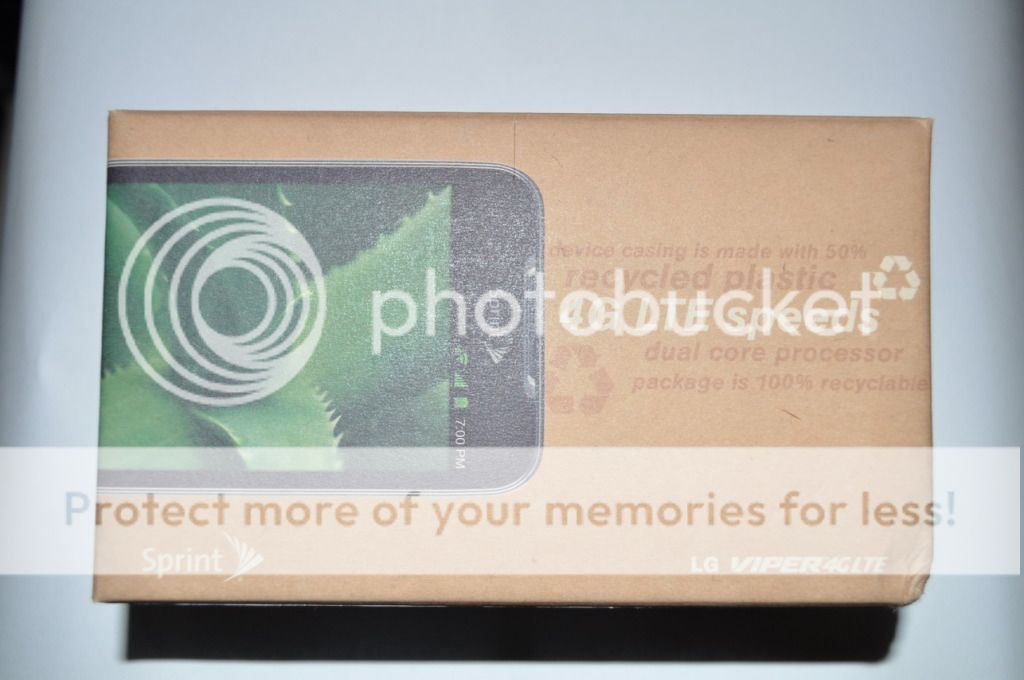 device casing is made with 50%
recycled plastic
4G LTE speeds
dual core processor
package is 100% recyclable
7:00 PM
photobucket
Protect more of your memories for less!
Sprint
LG VIPER 4G LTE